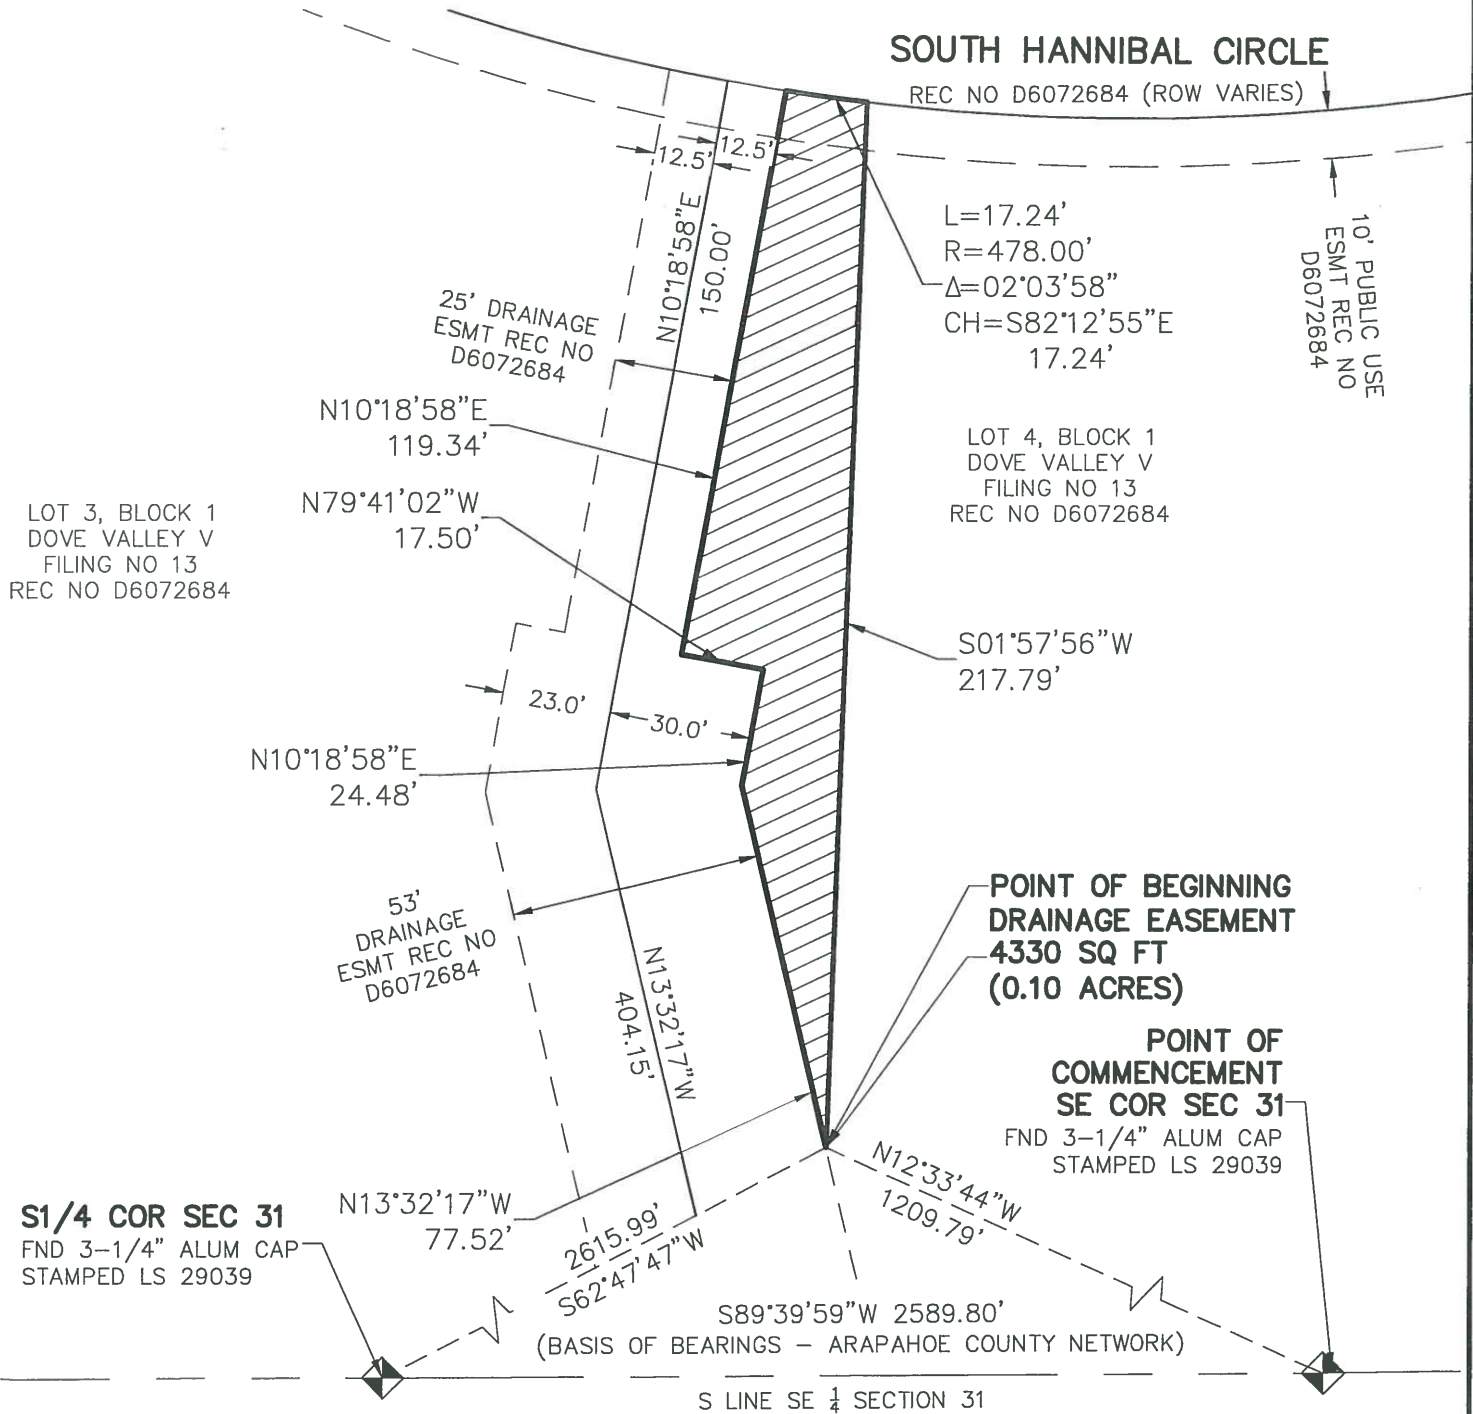 SOUTH HANNIBAL CIRCLE
REC NO D6072684 (ROW VARIES)
12.5'
12.5'
N10°18'58"E
150.00'
L=17.24'
R=478.00'
Δ=02°03'58"
CH=S82°12'55"E
17.24'
10' PUBLIC USE
ESMT REC NO
D6072684
25' DRAINAGE
ESMT REC NO
D6072684
N10°18'58"E
119.34'
N79°41'02"W
17.50'
LOT 4, BLOCK 1
DOVE VALLEY V
FILING NO 13
REC NO D6072684
LOT 3, BLOCK 1
DOVE VALLEY V
FILING NO 13
REC NO D6072684
S01°57'56"W
217.79'
23.0'
30.0'
N10°18'58"E
24.48'
53'
DRAINAGE
ESMT REC NO
D6072684
N13°32'17"W
404.15'
POINT OF BEGINNING
DRAINAGE EASEMENT
4330 SQ FT
(0.10 ACRES)
POINT OF
COMMENCEMENT
SE COR SEC 31
FND 3-1/4" ALUM CAP
STAMPED LS 29039
N12°33'44"W
1209.79'
N13°32'17"W
77.52'
2615.99'
S62°47'47"W
S1/4 COR SEC 31
FND 3-1/4" ALUM CAP
STAMPED LS 29039
S89°39'59"W 2589.80'
(BASIS OF BEARINGS - ARAPAHOE COUNTY NETWORK)
S LINE SE 1/4 SECTION 31